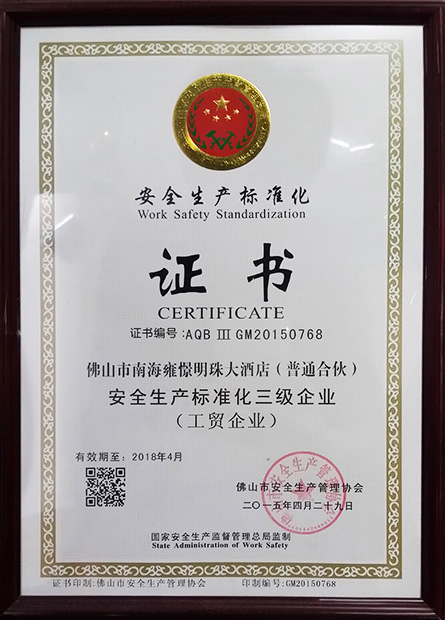 安全生产标准化
Work Safety Standardization
证书
CERTIFICATE
证书编号:AQB Ⅲ GM20150768
佛山市南海雍憬明珠大酒店（普通合伙）
安全生产标准化三级企业
（工贸企业）
有效期至：2018年4月
佛山市安全生产管理协会
二〇一五年四月二十九日
国家安全生产监督管理总局监制
State Administration of Work Safety
证书印制:佛山市安全生产管理协会 印制编号:GM20150768